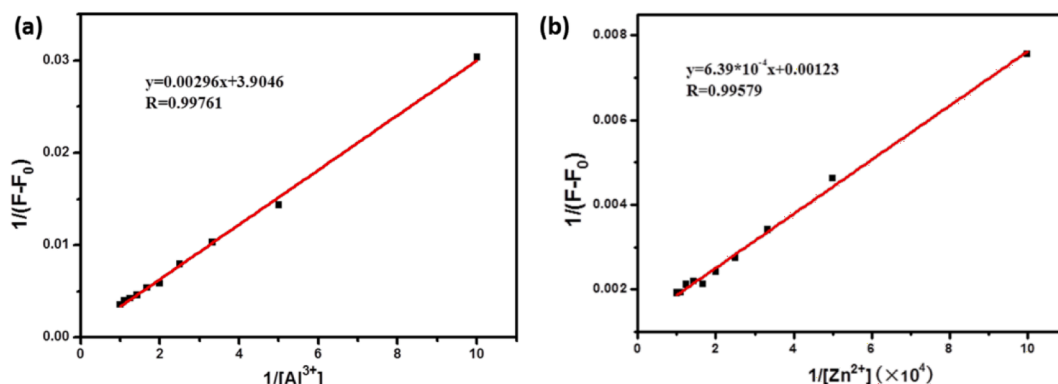 (a)
y=0.00296x+3.9046
R=0.99761
1/(F-F0)
0.03
0.02
0.01
0.00
0 2 4 6 8 10
1/[Al3+]
(b)
y=6.39*10-4x+0.00123
R=0.99579
1/(F-F0)
0.008
0.006
0.004
0.002
0 2 4 6 8 10
1/[Zn2+] (×104)